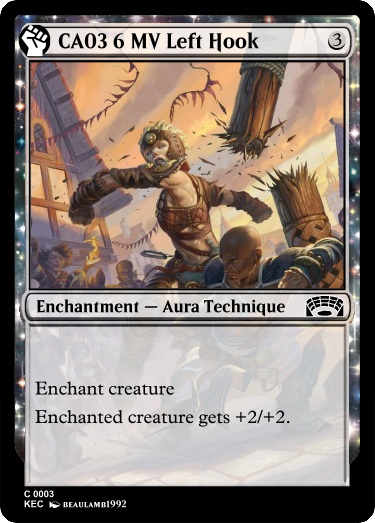 CA03 6 MV Left Hook
3
Enchantment — Aura Technique
Enchant creature
Enchanted creature gets +2/+2.
C 0003
KEC BEAULAMB1992